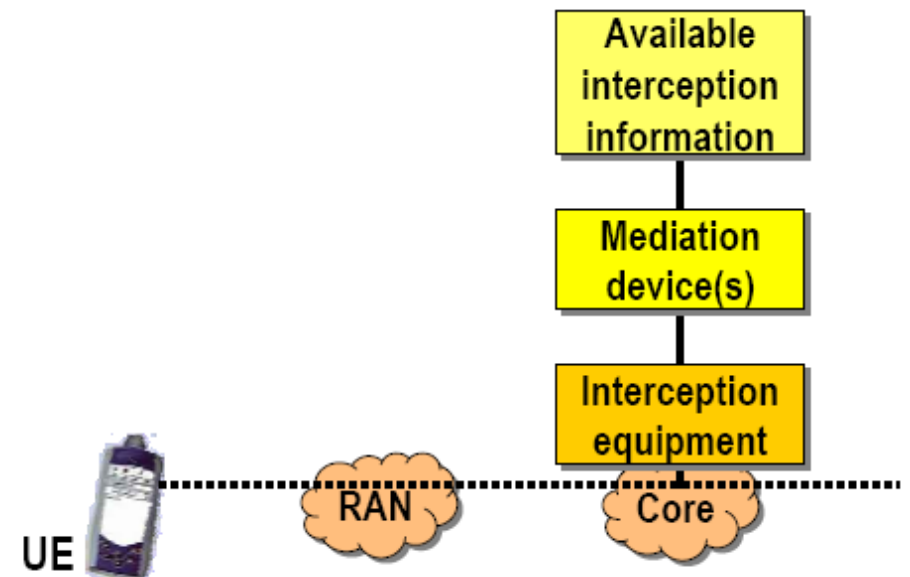 Available
interception
information
Mediation
device(s)
Interception
equipment
RAN
Core
UE